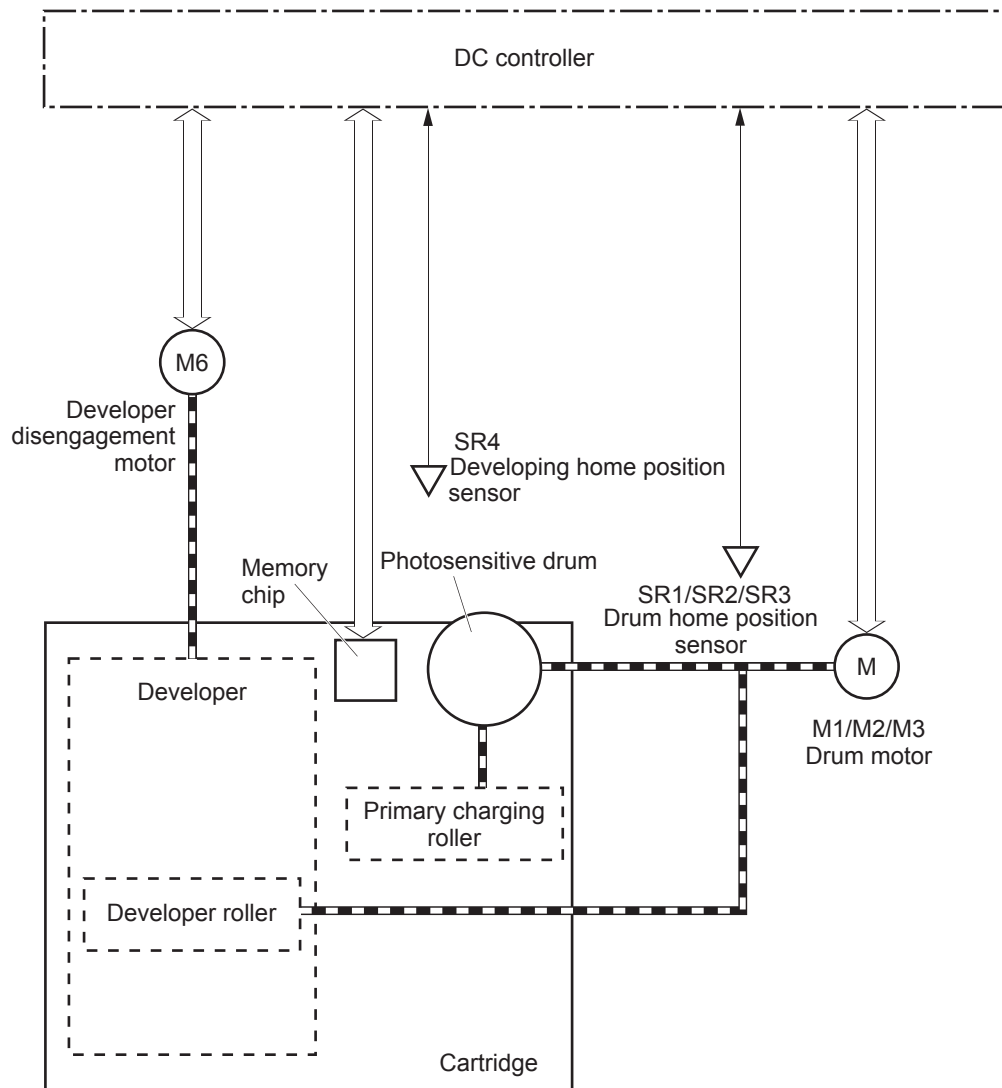 DC controller
M6
Developer
disengagement
motor
SR4
Developing home position
sensor
Memory
chip
Photosensitive drum
SR1/SR2/SR3
Drum home position
sensor
M
M1/M2/M3
Drum motor
Developer
Primary charging
roller
Developer roller
Cartridge